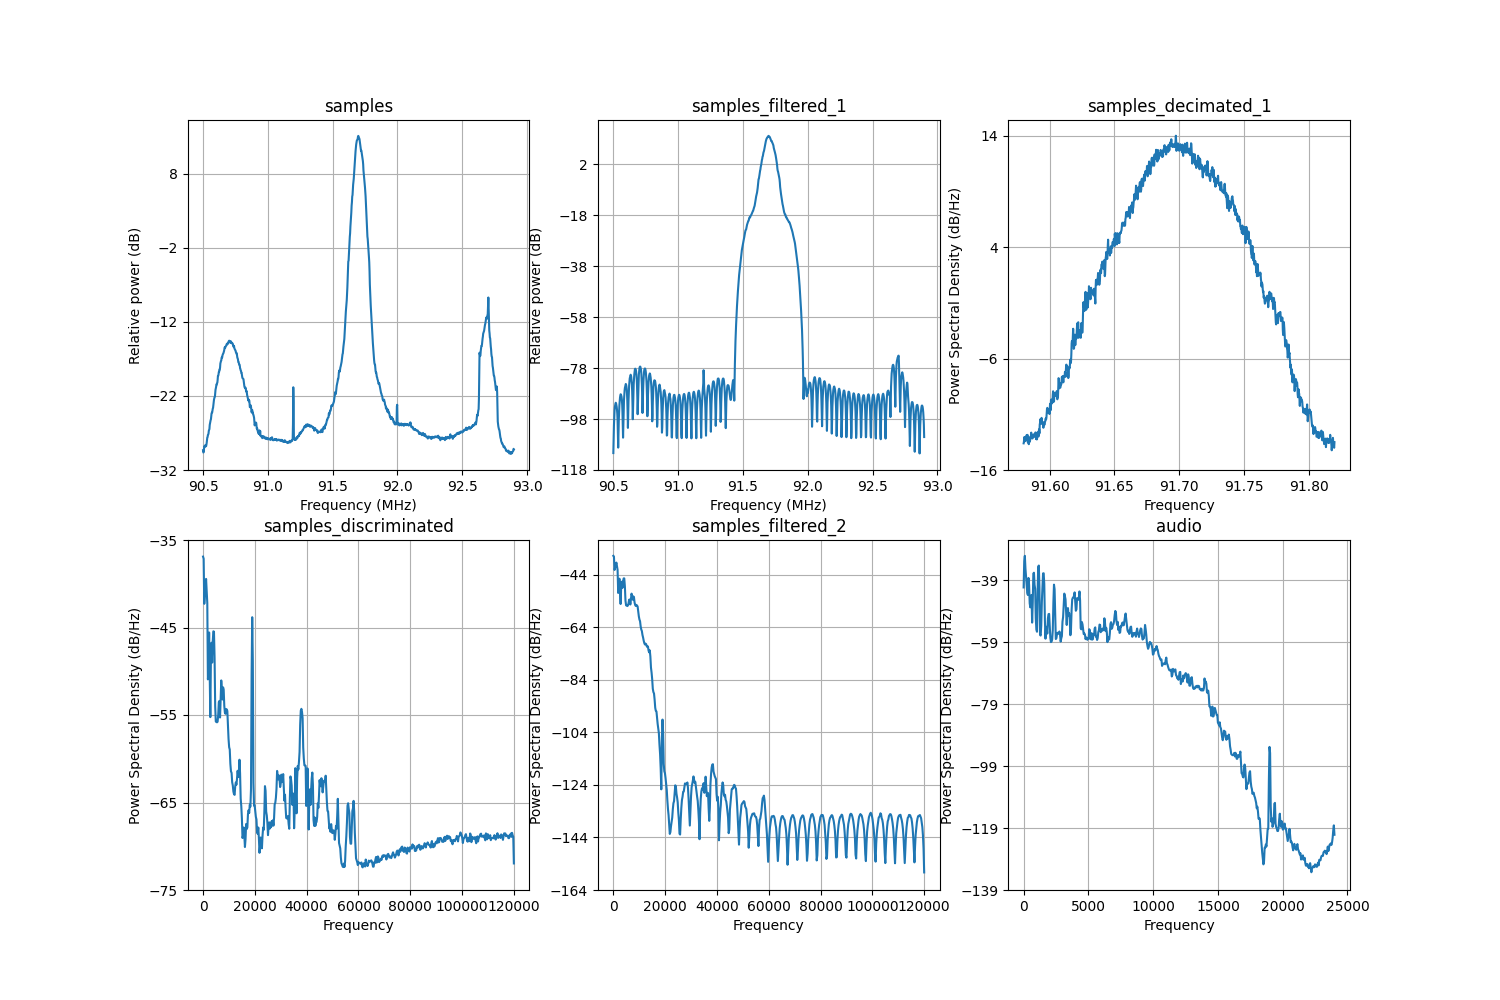 samples
samples_filtered_1
samples_decimated_1
Relative power (dB)
8
−2
−12
−22
−32
90.5 91.0 91.5 92.0 92.5 93.0
Frequency (MHz)
Relative power (dB)
2
−18
−38
−58
−78
−98
−118
90.5 91.0 91.5 92.0 92.5 93.0
Frequency (MHz)
Power Spectral Density (dB/Hz)
14
4
−6
−16
91.60 91.65 91.70 91.75 91.80
Frequency
samples_discriminated
samples_filtered_2
audio
Power Spectral Density (dB/Hz)
−35
−45
−55
−65
−75
0 20000 40000 60000 80000 100000 120000
Frequency
Power Spectral Density (dB/Hz)
−44
−64
−84
−104
−124
−144
−164
0 20000 40000 60000 80000 100000 120000
Frequency
Power Spectral Density (dB/Hz)
−39
−59
−79
−99
−119
−139
0 5000 10000 15000 20000 25000
Frequency